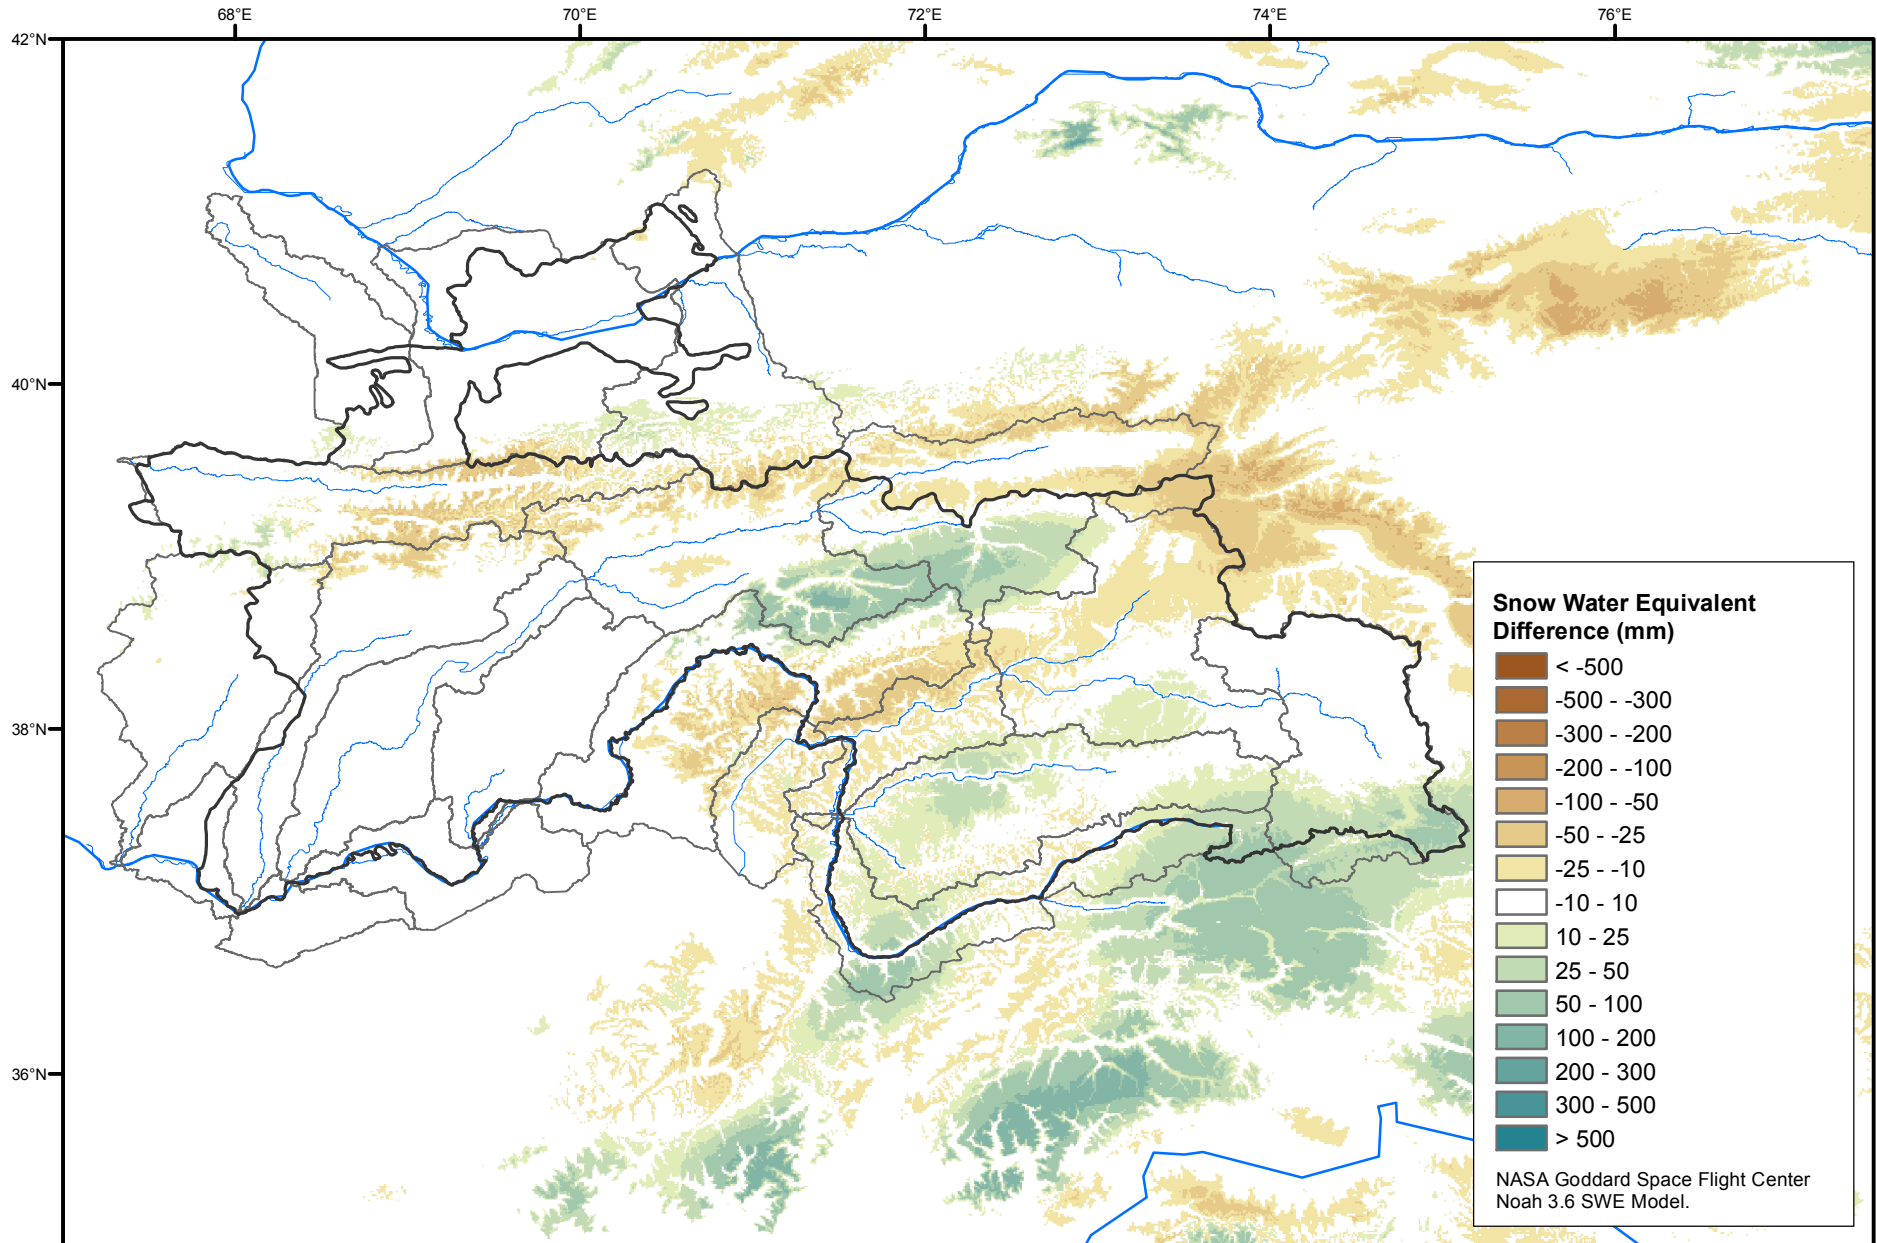 68°E
70°E
72°E
74°E
76°E
42°N
40°N
38°N
36°N
Snow Water Equivalent
Difference (mm)
< -500
-500 - -300
-300 - -200
-200 - -100
-100 - -50
-50 - -25
-25 - -10
-10 - 10
10 - 25
25 - 50
50 - 100
100 - 200
200 - 300
300 - 500
> 500
NASA Goddard Space Flight Center
Noah 3.6 SWE Model.